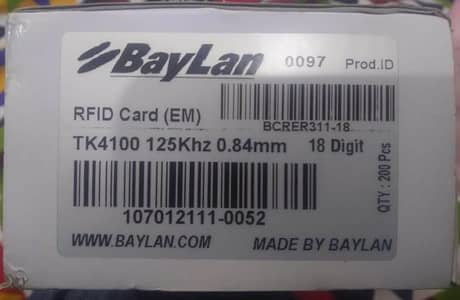 BayLan 0097 Prod.ID
RFID Card (EM)
BCRER311-18
TK4100 125Khz 0.84mm 18 Digit
QTY: 200 Pcs
107012111-0052
WWW.BAYLAN.COM MADE BY BAYLAN